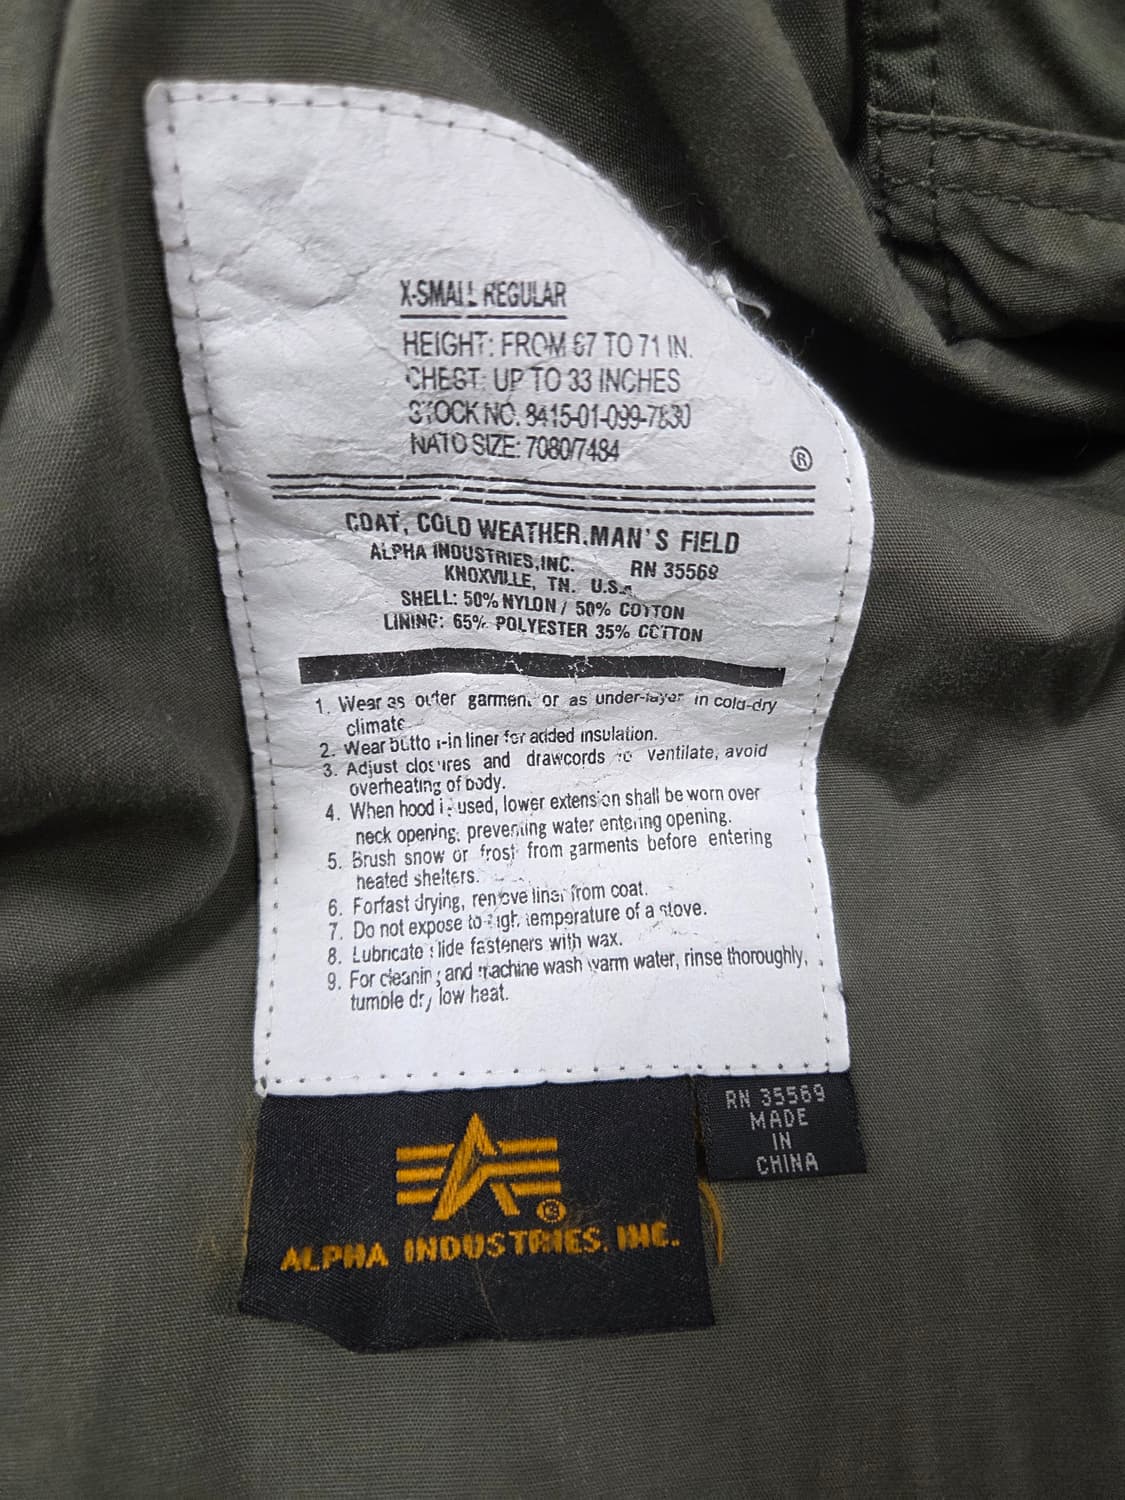 X-SMALL REGULAR
HEIGHT: FROM 67 TO 71 IN.
CHEST: UP TO 33 INCHES
STOCK NO. 8415-01-099-7830
NATO SIZE: 7080/7484
®
COAT, COLD WEATHER.MAN'S FIELD
ALPHA INDUSTRIES,INC. RN 35569
KNOXVILLE, TN. U.S.A
SHELL: 50% NYLON / 50% COTTON
LINING: 65% POLYESTER 35% COTTON
1. Wear as outer garment or as under-layer in cold-dry
climate
2. Wear button-in liner for added insulation.
3. Adjust closures and drawcords to ventilate, avoid
overheating of body.
4. When hood is used, lower extension shall be worn over
neck opening; preventing water entering opening.
5. Brush snow or frost from garments before entering
heated shelters.
6. Forfast drying, remove liner from coat.
7. Do not expose to high temperature of a stove.
8. Lubricate slide fasteners with wax.
9. For cleaning and machine wash warm water, rinse thoroughly,
tumble dry low heat.
RN 35569
MADE
IN
CHINA
®
ALPHA INDUSTRIES, INC.